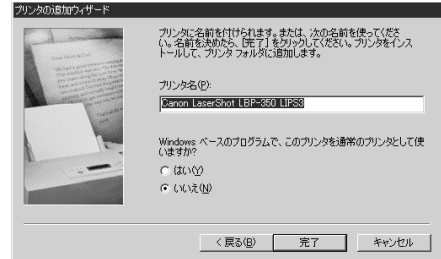 プリンタの追加ウィザード
プリンタに名前を付けられます。または、次の名前を使ってくださ
い。名前を決めたら、[完了] をクリックしてください。プリンタをインス
トールして、プリンタ フォルダに追加します。
プリンタ名(P):
Canon LaserShot LBP-350 LIPS3
Windows ベースのプログラムで、このプリンタを通常のプリンタとして使
いますか?
はい(Y)
いいえ(N)
< 戻る(B)
完了
キャンセル